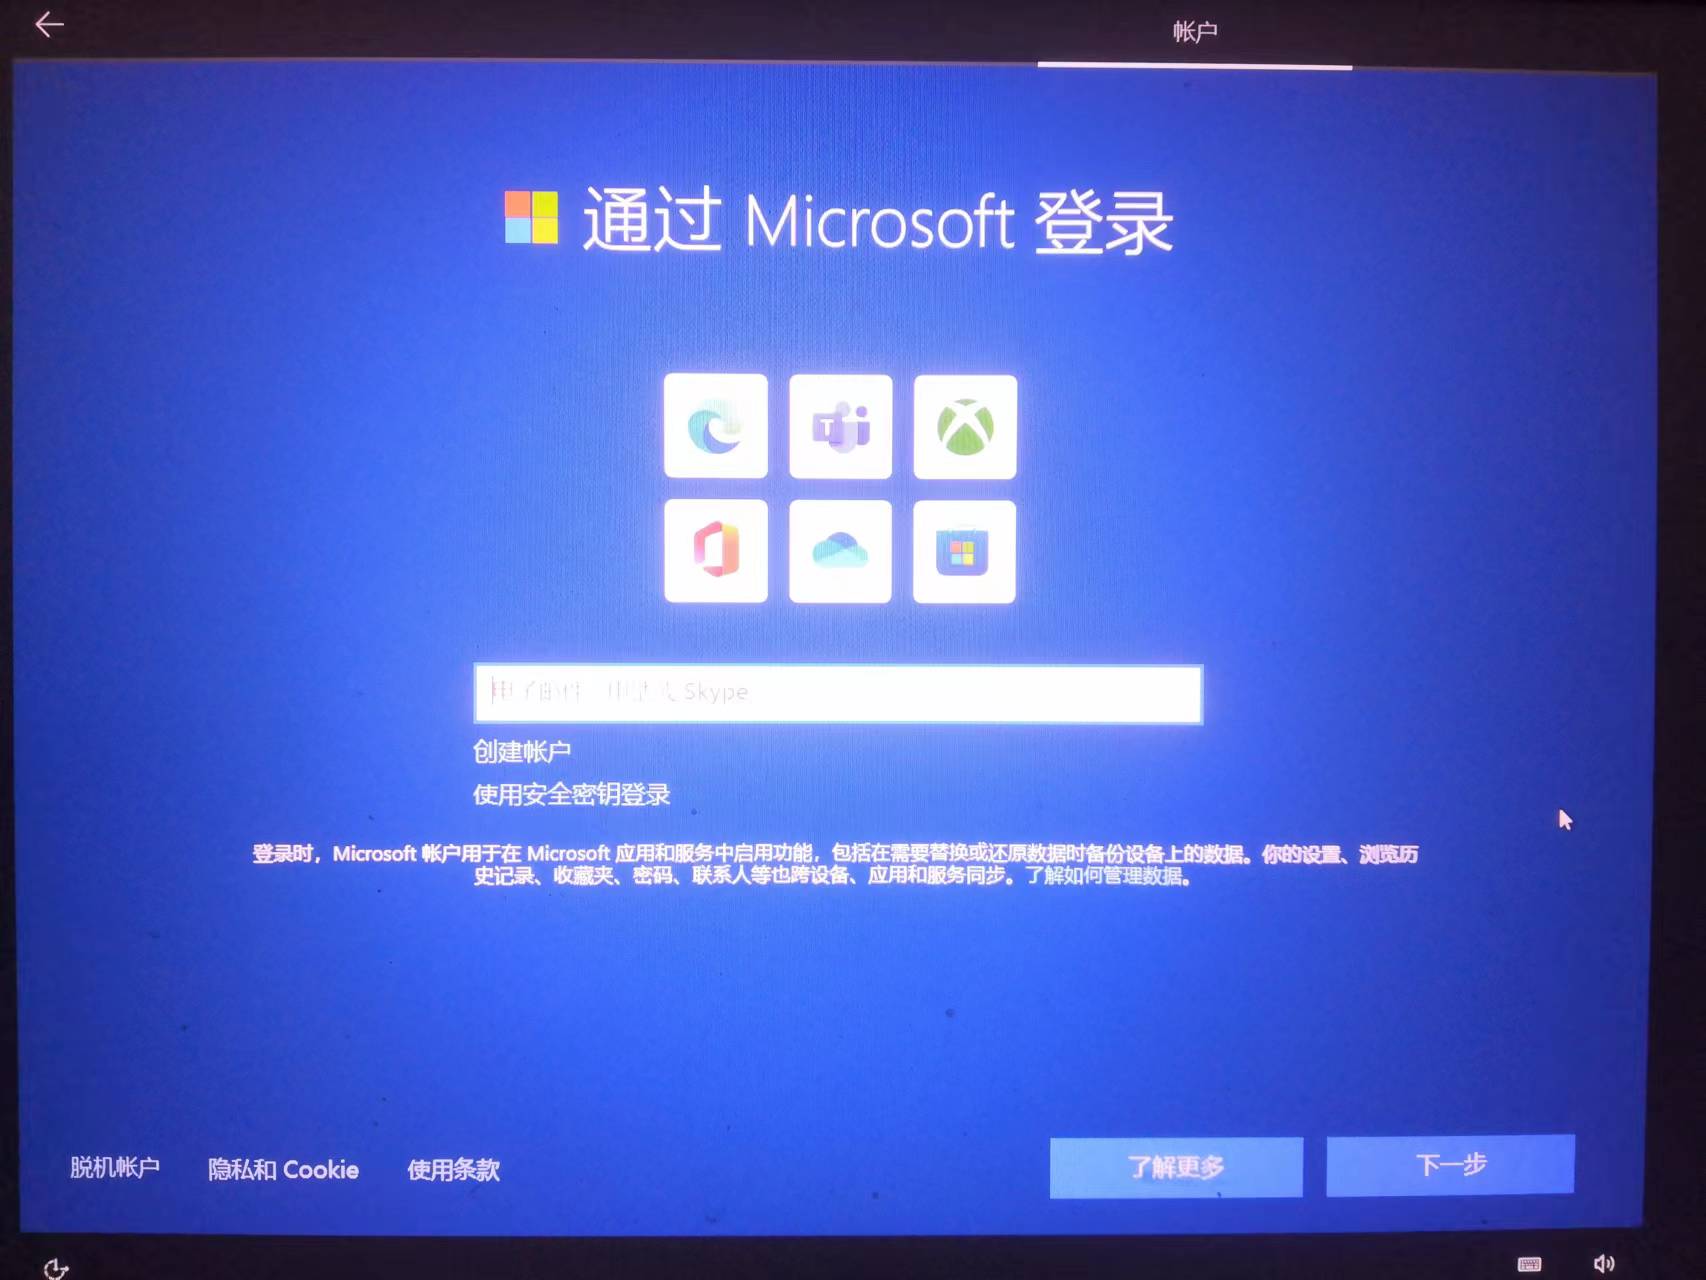 帐户
通过 Microsoft 登录
电子邮件、电话或 Skype
创建帐户
使用安全密钥登录
登录时，Microsoft 帐户用于在 Microsoft 应用和服务中启用功能，包括在需要替换或还原数据时备份设备上的数据。你的设置、浏览历
史记录、收藏夹、密码、联系人等也跨设备、应用和服务同步。了解如何管理数据。
脱机帐户
隐私和 Cookie
使用条款
了解更多
下一步